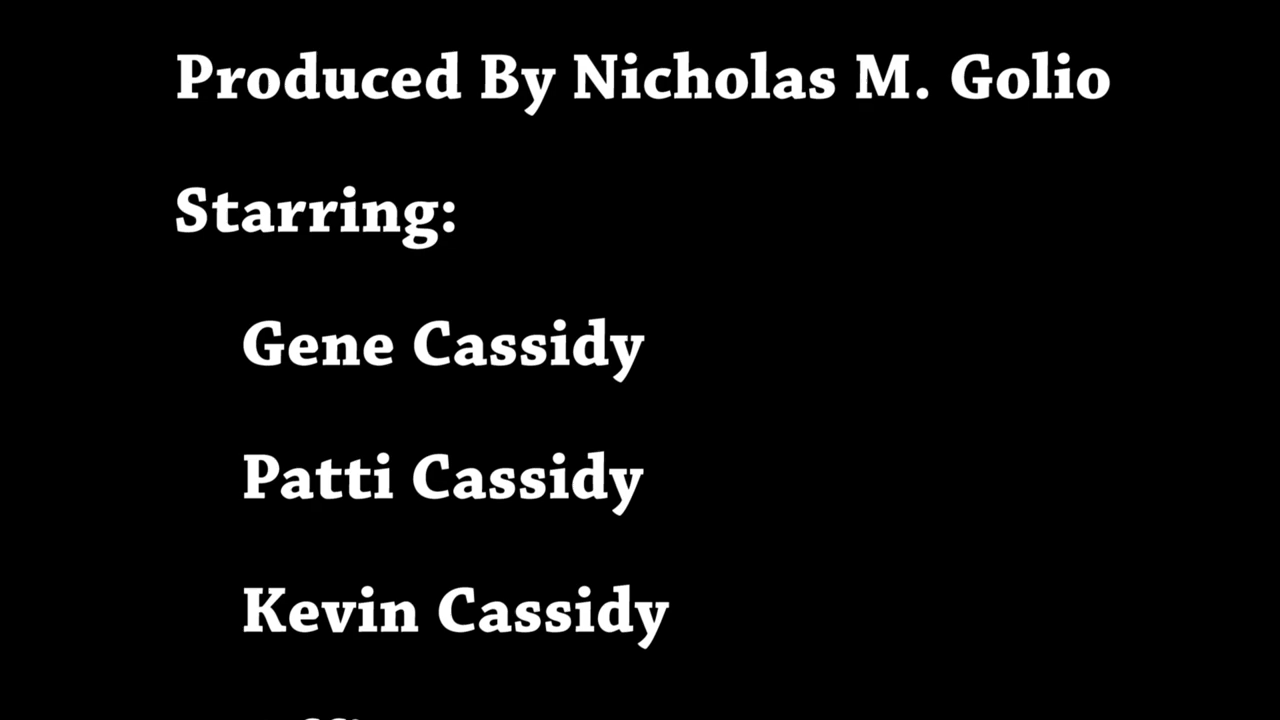 Produced By Nicholas M. Golio
Starring:
Gene Cassidy
Patti Cassidy
Kevin Cassidy